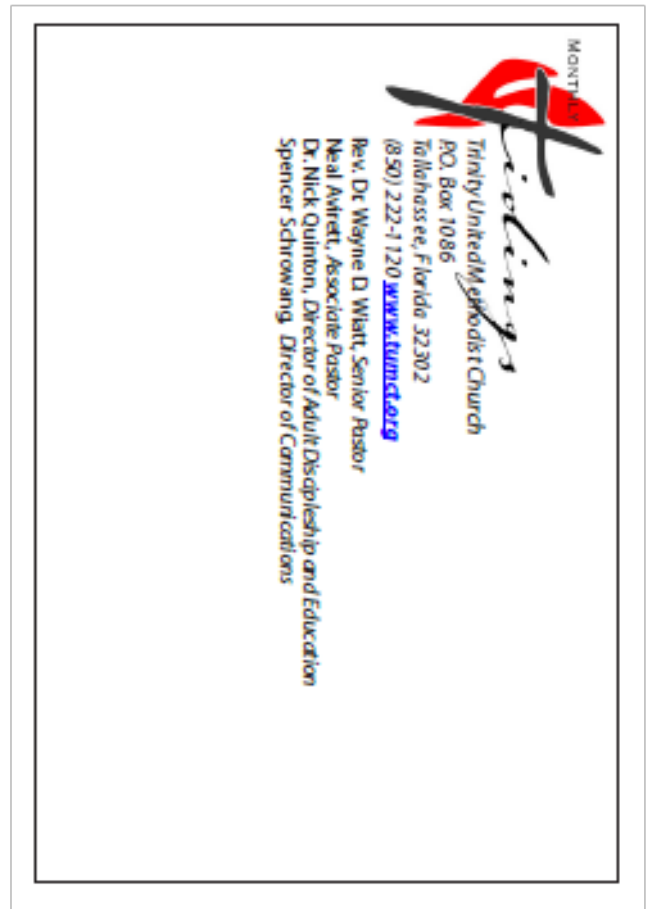 MONTHLY
Tidings
Trinity United Methodist Church
P.O. Box 1086
Tallahassee, Florida 32302
(850) 222-1120 www.tumct.org
Rev. Dr. Wayne D. Wiatt, Senior Pastor
Neal Avirett, Associate Pastor
Dr. Nick Quinton, Director of Adult Discipleship and Education
Spencer Schrowang, Director of Communications